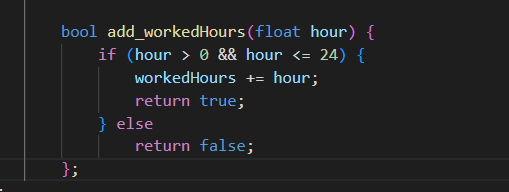 bool add_workedHours(float hour) {
    if (hour > 0 && hour <= 24) {
        workedHours += hour;
        return true;
    } else
        return false;
};